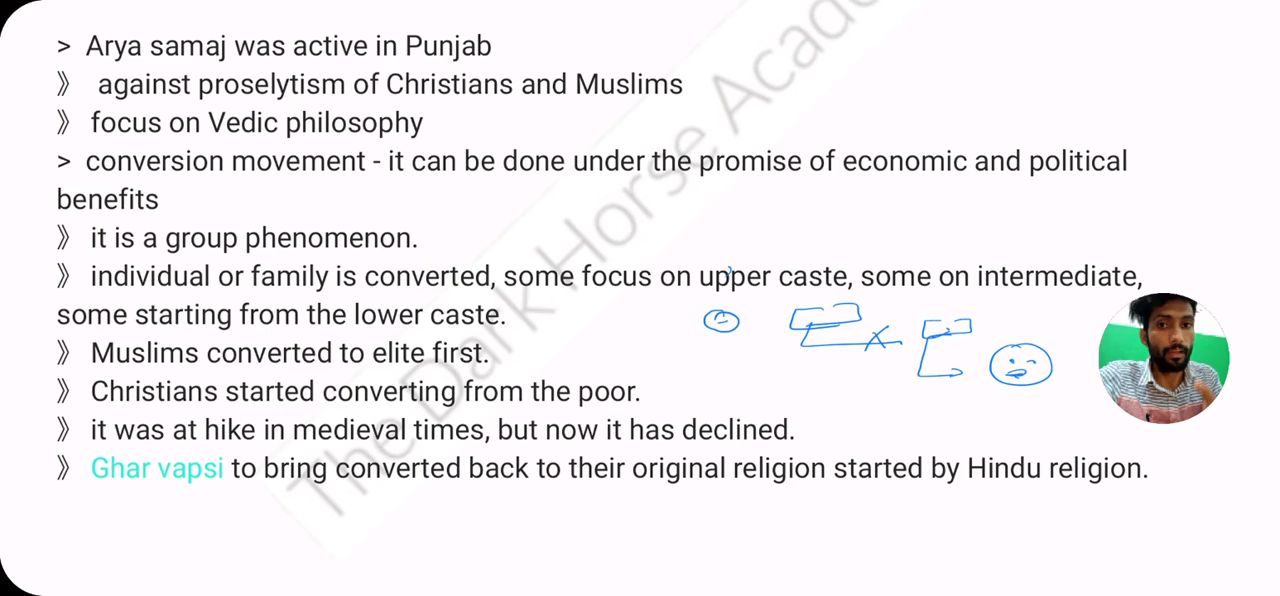 > Arya samaj was active in Punjab
》 against proselytism of Christians and Muslims
》 focus on Vedic philosophy
> conversion movement - it can be done under the promise of economic and political
benefits
》 it is a group phenomenon.
》 individual or family is converted, some focus on upper caste, some on intermediate,
some starting from the lower caste.
》 Muslims converted to elite first.
》 Christians started converting from the poor.
》 it was at hike in medieval times, but now it has declined.
》 Ghar vapsi to bring converted back to their original religion started by Hindu religion.
The Dark Horse